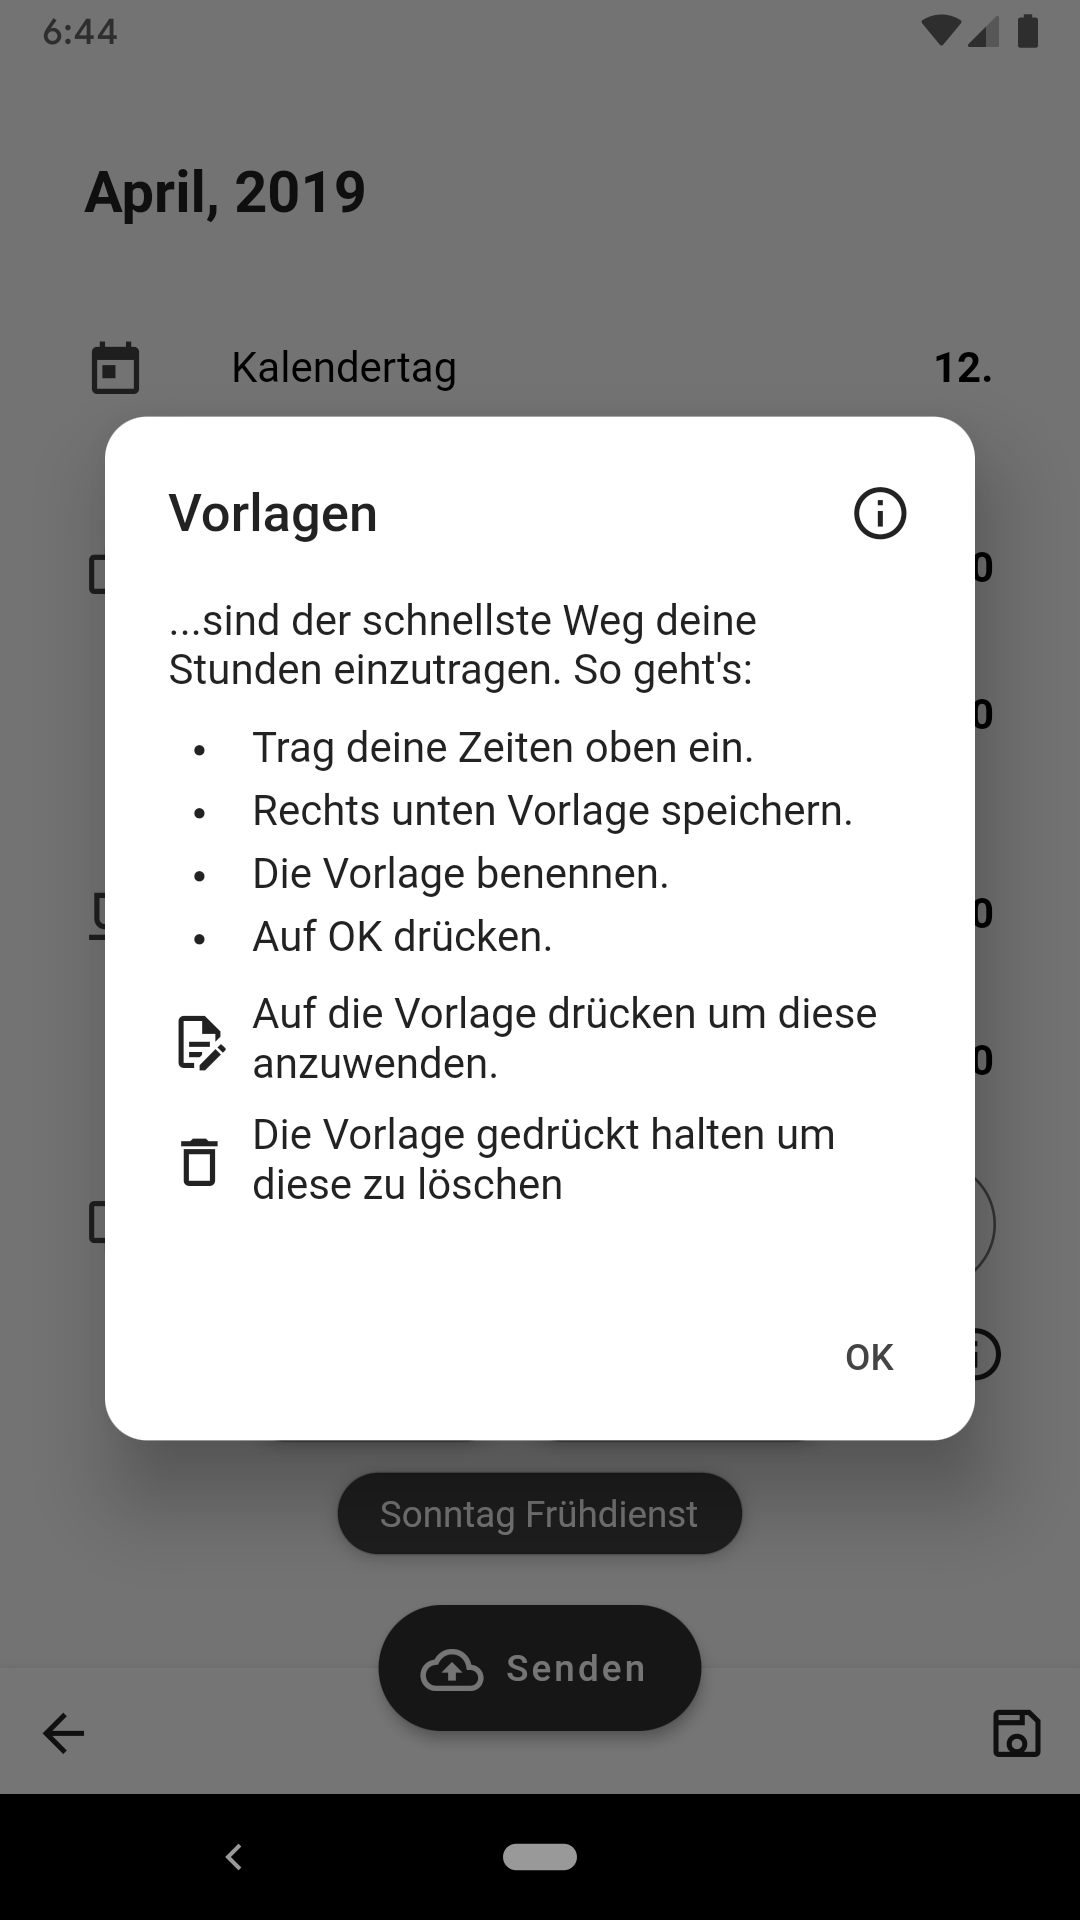 6:44
April, 2019
Kalendertag 12.
Vorlagen
...sind der schnellste Weg deine
Stunden einzutragen. So geht's:
• Trag deine Zeiten oben ein.
• Rechts unten Vorlage speichern.
• Die Vorlage benennen.
• Auf OK drücken.
Auf die Vorlage drücken um diese
anzuwenden.
Die Vorlage gedrückt halten um
diese zu löschen
OK
Sonntag Frühdienst
Senden